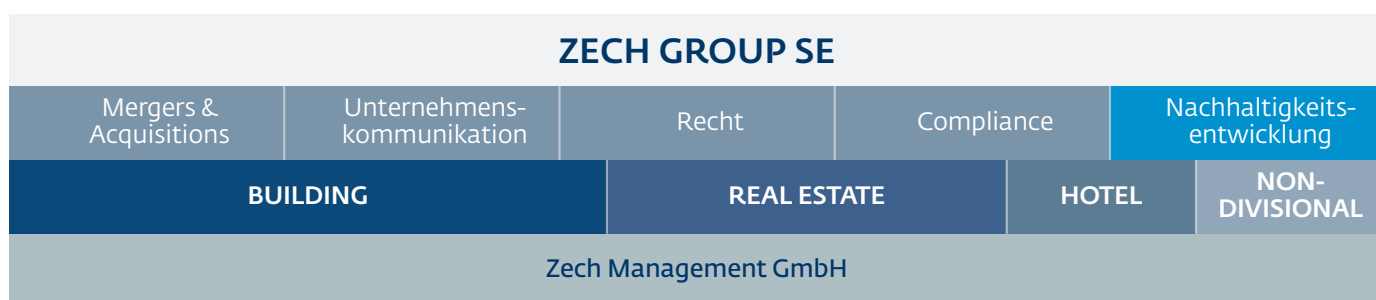 ZECH GROUP SE
Mergers &
Acquisitions
Unternehmens-
kommunikation
Recht
Compliance
Nachhaltigkeits-
entwicklung
BUILDING
REAL ESTATE
HOTEL
NON-
DIVISIONAL
Zech Management GmbH